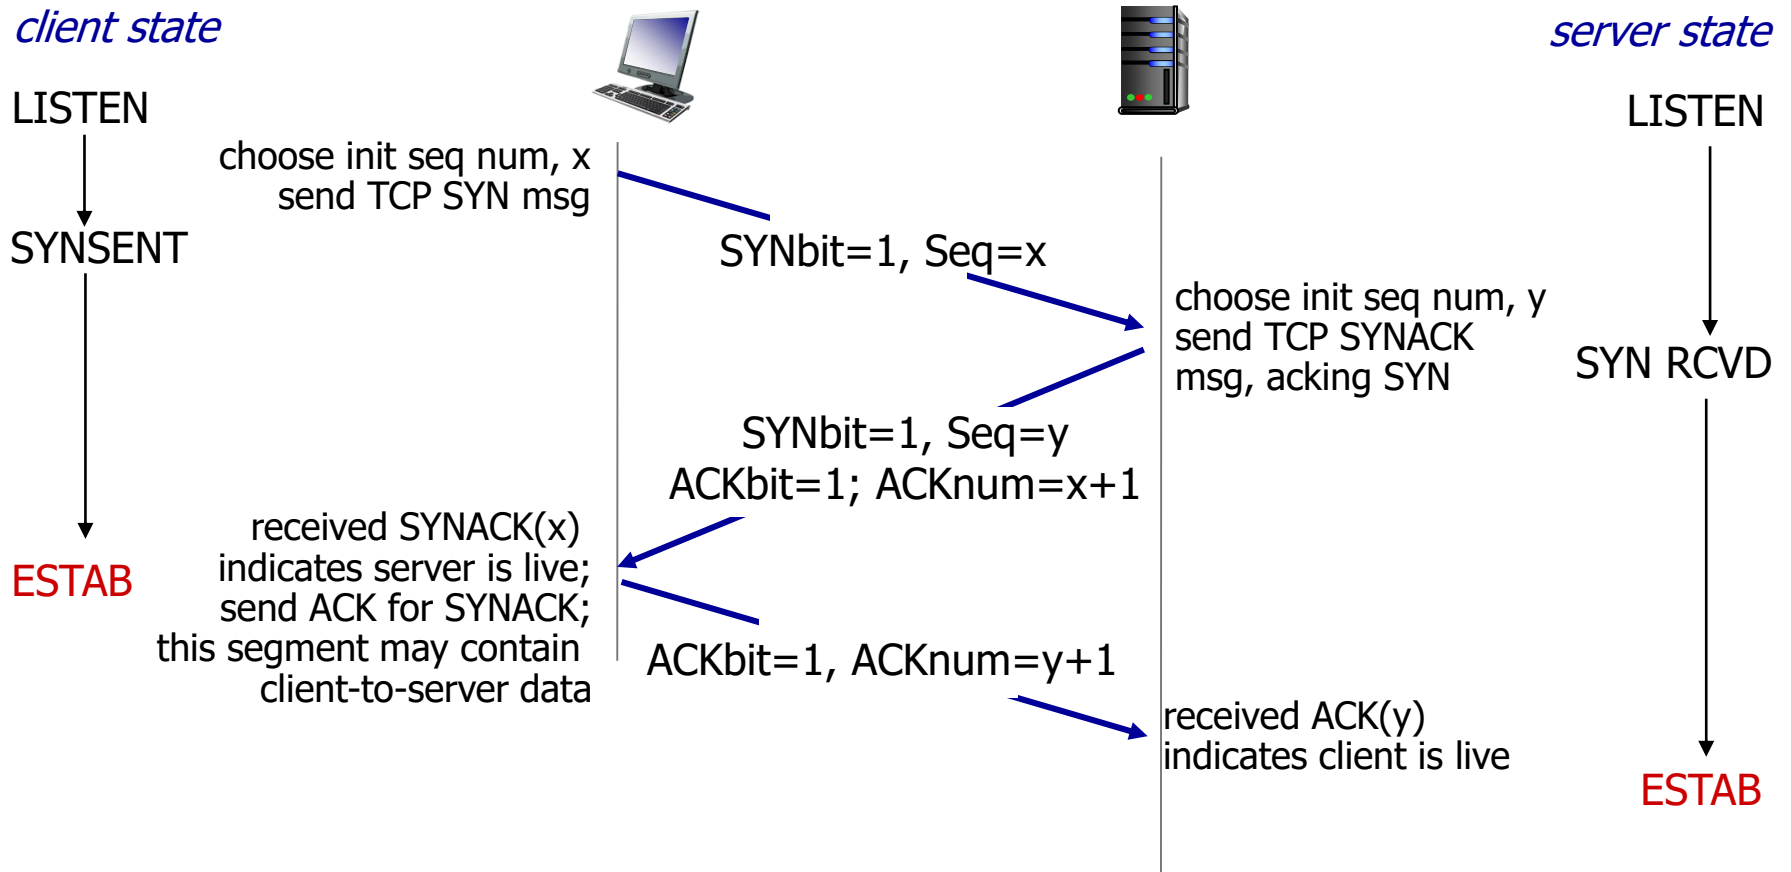 client state
server state
LISTEN
LISTEN
choose init seq num, x
send TCP SYN msg
SYNSENT
SYNbit=1, Seq=x
choose init seq num, y
send TCP SYNACK
msg, acking SYN
SYN RCVD
SYNbit=1, Seq=y
ACKbit=1; ACKnum=x+1
received SYNACK(x)
indicates server is live;
send ACK for SYNACK;
this segment may contain
client-to-server data
ESTAB
ACKbit=1, ACKnum=y+1
received ACK(y)
indicates client is live
ESTAB